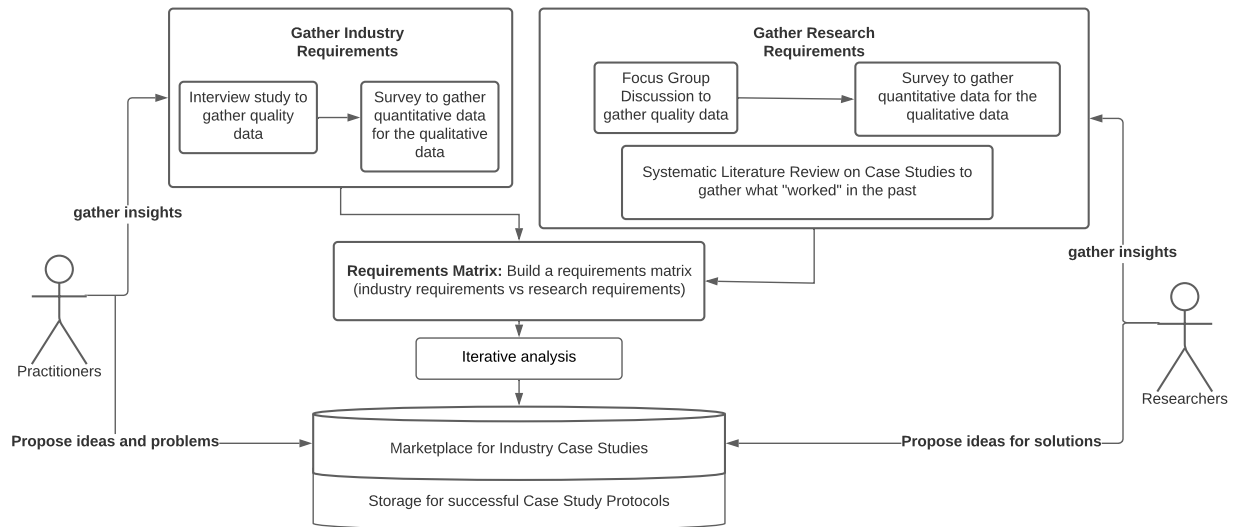 Gather Industry
Requirements
Interview study to
gather quality
data
Survey to gather
quantitative data
for the qualitative
data
Gather Research
Requirements
Focus Group
Discussion to
gather quality data
Survey to gather
quantitative data for the
qualitative data
Systematic Literature Review on Case Studies to
gather what "worked" in the past
gather insights
gather insights
Requirements Matrix: Build a requirements matrix
(industry requirements vs research requirements)
Practitioners
Iterative analysis
Researchers
Propose ideas and problems
Marketplace for Industry Case Studies
Propose ideas for solutions
Storage for successful Case Study Protocols